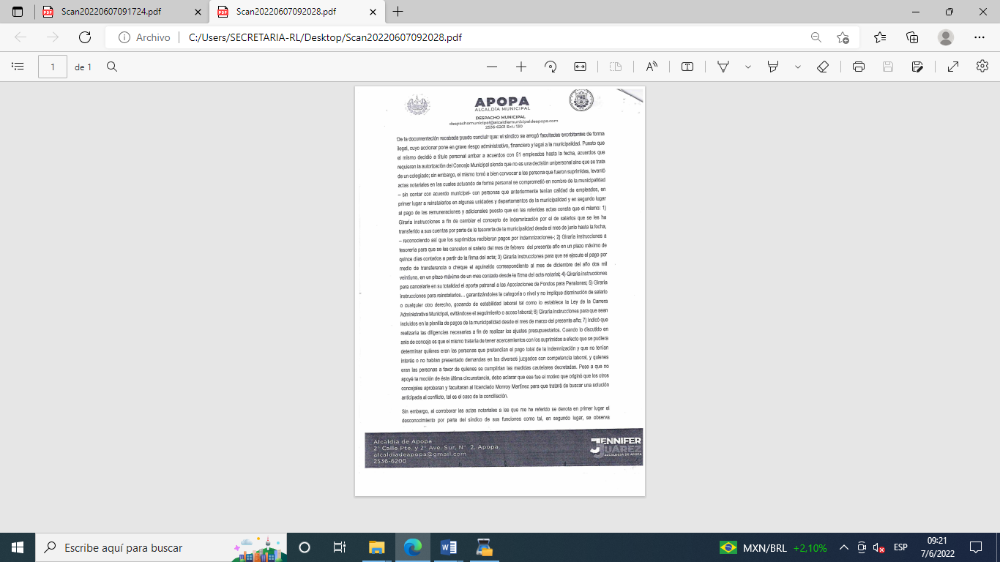 Scan20220607091724.pdf
Scan20220607092028.pdf
Archivo
C:/Users/SECRETARIA-RL/Desktop/Scan20220607092028.pdf
1
de 1
APOPA
ALCALDÍA MUNICIPAL
DESPACHO MUNICIPAL
despachomunicipal@alcaldiamunicipaldeapopa.com
2536-6201 Ext.: 130
De la documentación recabada puedo concluir que: el síndico se arrogó facultades exorbitantes de forma
ilegal, cuyo accionar pone en grave riesgo administrativo, financiero y legal a la municipalidad. Puesto que
el mismo decidió a título personal arribar a acuerdos con 51 empleados hasta la fecha, acuerdos que
requieren la autorización del Concejo Municipal siendo que no es una decisión unipersonal sino que se trata
de un colegiado; sin embargo, el mismo tomó a bien convocar a las persona que fueron suprimidas, levantó
actas notariales en las cuales actuando de forma personal se comprometió en nombre de la municipalidad
– sin contar con acuerdo municipal- con personas que anteriormente tenían calidad de empleados, en
primer lugar a reinstalarlos en algunas unidades y departamentos de la municipalidad y en segundo lugar
al pago de las remuneraciones y adicionales puesto que en las referidas actas consta que el mismo: 1)
Giraría instrucciones a fin de cambiar el concepto de indemnización por el de salarios que se les ha
transferido a sus cuentas por parte de la tesorería de la municipalidad desde el mes de junio hasta la fecha,
– reconociendo así que los suprimidos recibieron pagos por indemnizaciones-; 2) Giraría instrucciones a
tesorería para que se les cancelen el salario del mes de febrero del presente año en un plazo máximo de
quince días contados a partir de la firma del acta; 3) Giraría instrucciones para que se ejecute el pago por
medio de transferencia o cheque el aguinaldo correspondiente al mes de diciembre del año dos mil
veintiuno, en un plazo máximo de un mes contado desde la firma del acta notarial; 4) Giraría instrucciones
para cancelarle en su totalidad el aporte patronal a las Asociaciones de Fondos para Pensiones; 5) Giraría
instrucciones para reinstalarlos... garantizándoles la categoría o nivel y no implique disminución de salario
o cualquier otro derecho, gozando de estabilidad laboral tal como lo establece la Ley de la Carrera
Administrativa Municipal, evitándose el seguimiento o acoso laboral; 6) Giraría instrucciones para que sean
incluidos en la planilla de pagos de la municipalidad desde el mes de marzo del presente año; 7) Indicó que
realizaría las diligencias necesarias a fin de realizar los ajustes presupuestarios. Cuando lo discutido en
sala de concejo es que el mismo trataría de tener acercamientos con los suprimidos a efecto que se pudiera
determinar quiénes eran las personas que pretendían el pago total de la indemnización y que no tenían
interés o no habían presentado demandas en los diversos juzgados con competencia laboral, y quienes
eran las personas a favor de quienes se cumplirían las medidas cautelares decretadas. Pese a que no
apoyé la moción de ésta última circunstancia, debo aclarar que ese fue el motivo que originó que los otros
concejales aprobaran y facultaran al licenciado Monroy Martínez para que tratará de buscar una solución
anticipada al conflicto, tal es el caso de la conciliación.
Sin embargo, al corroborar las actas notariales a las que me he referido se denota en primer lugar el
desconocimiento por parte del síndico de sus funciones como tal, en segundo lugar, se observa
Alcaldía de Apopa
2° Calle Pte. y 2° Ave. Sur, N° 2, Apopa.
alcaldiadeapopa@gmail.com
2536-6200
JENNIFER
JUÁREZ
ALCALDESA DE APOPA
Escribe aquí para buscar
MXN/BRL +2,10%
ESP
09:21
7/6/2022